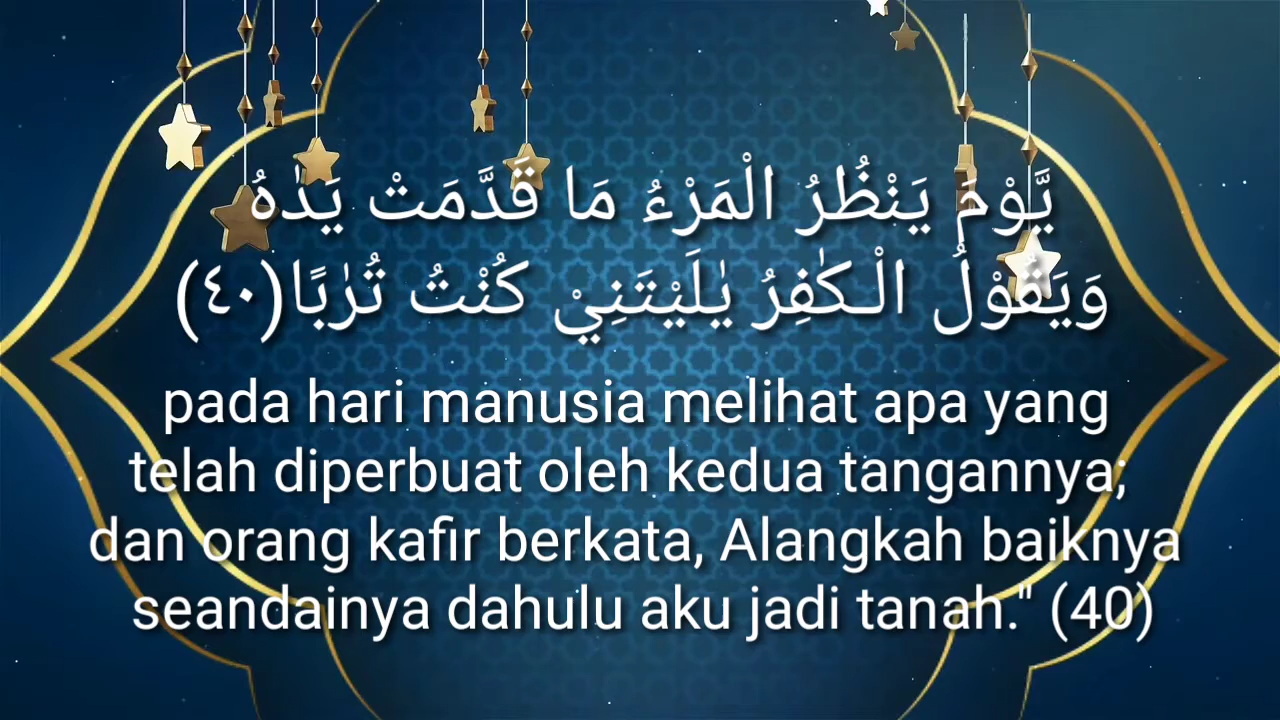 يَّوْمَ يَنْظُرُ الْمَرْءُ مَا قَدَّمَتْ يَدٰهُ
وَيَقُوْلُ الْـكٰفِرُ يٰلَيْتَنِيْ كُنْتُ تُرٰبًا(٤٠)
pada hari manusia melihat apa yang
telah diperbuat oleh kedua tangannya;
dan orang kafir berkata, Alangkah baiknya
seandainya dahulu aku jadi tanah." (40)